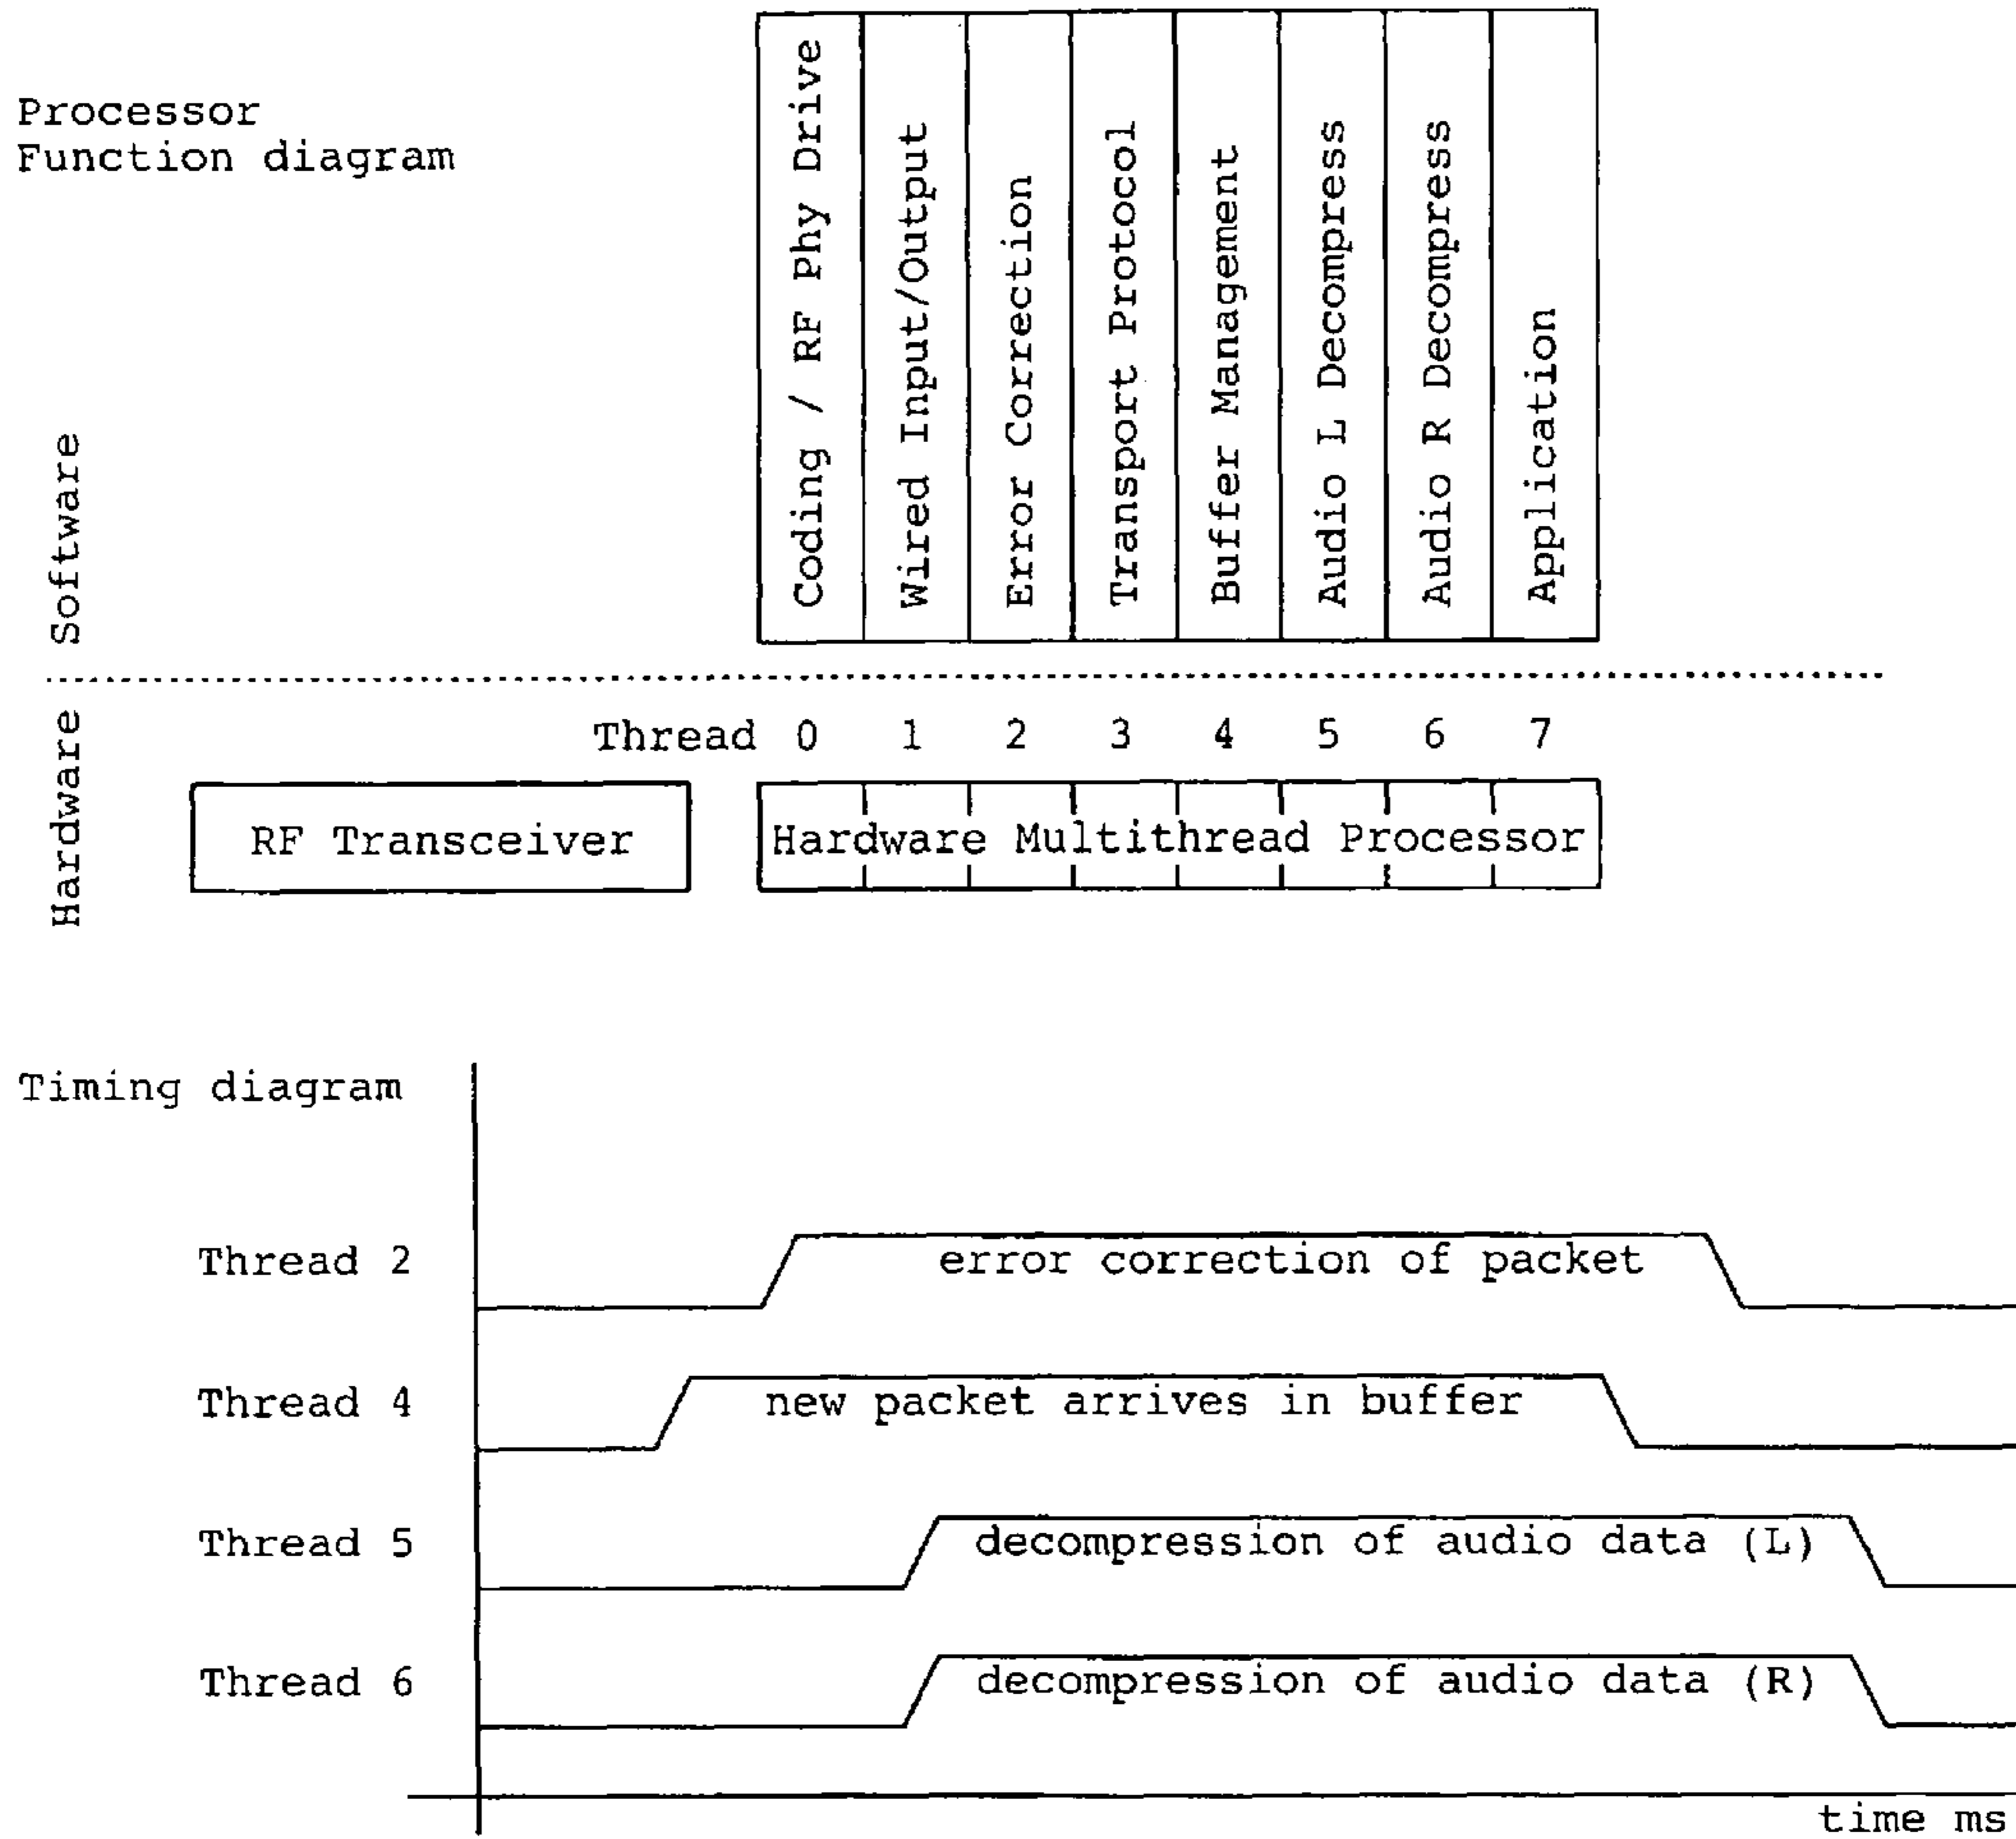 Processor
Function diagram
Coding / RF Phy Drive
Wired Input/Output
Error Correction
Transport Protocol
Buffer Management
Audio L Decompress
Audio R Decompress
Application
Software
Hardware
Thread 0 1 2 3 4 5 6 7
RF Transceiver
Hardware Multithread Processor
Timing diagram
Thread 2
error correction of packet
Thread 4
new packet arrives in buffer
Thread 5
decompression of audio data (L)
Thread 6
decompression of audio data (R)
time ms